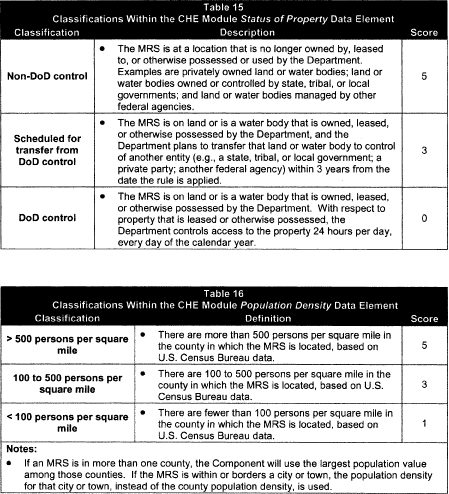 Table 15
Classifications Within the CHE Module Status of Property Data Element
Classification Description Score
Non-DoD control
• The MRS is at a location that is no longer owned by, leased
to, or otherwise possessed or used by the Department.
Examples are privately owned land or water bodies; land or
water bodies owned or controlled by state, tribal, or local
governments; and land or water bodies managed by other
federal agencies.
5
Scheduled for
transfer from
DoD control
• The MRS is on land or is a water body that is owned, leased,
or otherwise possessed by the Department, and the
Department plans to transfer that land or water body to control
of another entity (e.g., a state, tribal, or local government; a
private party; another federal agency) within 3 years from the
date the rule is applied.
3
DoD control
• The MRS is on land or is a water body that is owned, leased,
or otherwise possessed by the Department. With respect to
property that is leased or otherwise possessed, the
Department controls access to the property 24 hours per day,
every day of the calendar year.
0
Table 16
Classifications Within the CHE Module Population Density Data Element
Classification Definition Score
> 500 persons per square
mile
• There are more than 500 persons per square mile in
the county in which the MRS is located, based on
U.S. Census Bureau data.
5
100 to 500 persons per
square mile
• There are 100 to 500 persons per square mile in the
county in which the MRS is located, based on U.S.
Census Bureau data.
3
< 100 persons per square
mile
• There are fewer than 100 persons per square mile in
the county in which the MRS is located, based on
U.S. Census Bureau data.
1
Notes:
• If an MRS is in more than one county, the Component will use the largest population value
among those counties. If the MRS is within or borders a city or town, the population density
for that city or town, instead of the county population density, is used.